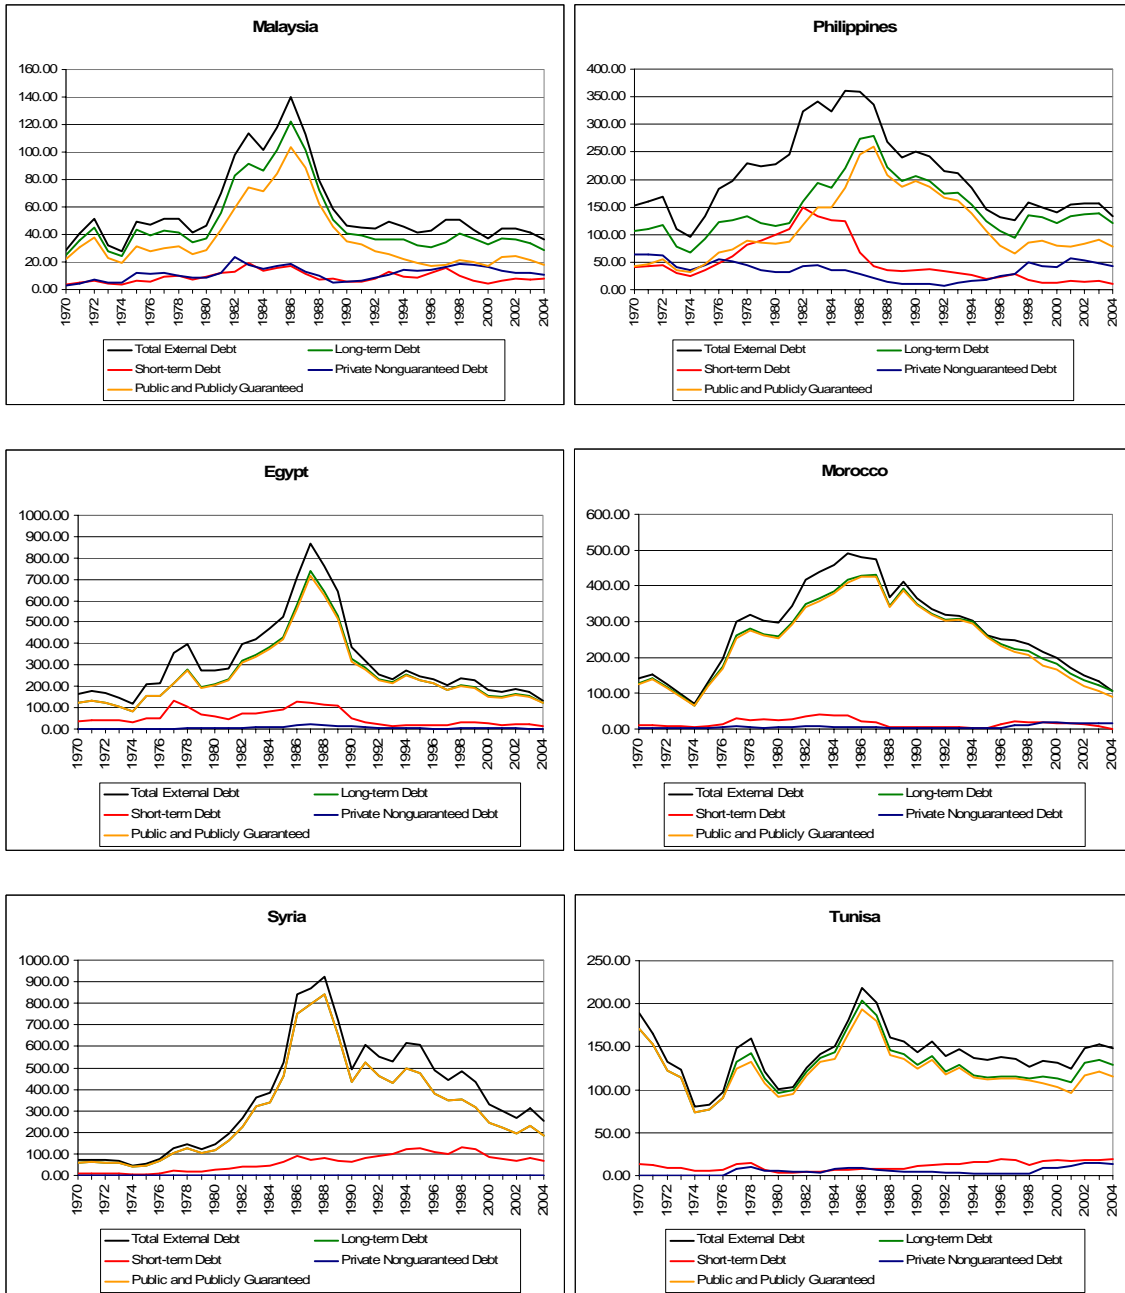 Malaysia
160.00
140.00
120.00
100.00
80.00
60.00
40.00
20.00
0.00
1970 1972 1974 1976 1978 1980 1982 1984 1986 1988 1990 1992 1994 1996 1998 2000 2002 2004
Total External Debt Long-term Debt
Short-term Debt Private Nonguaranteed Debt
Public and Publicly Guaranteed
Philippines
400.00
350.00
300.00
250.00
200.00
150.00
100.00
50.00
0.00
1970 1972 1974 1976 1978 1980 1982 1984 1986 1988 1990 1992 1994 1996 1998 2000 2002 2004
Total External Debt Long-term Debt
Short-term Debt Private Nonguaranteed Debt
Public and Publicly Guaranteed
Egypt
1000.00
900.00
800.00
700.00
600.00
500.00
400.00
300.00
200.00
100.00
0.00
1970 1972 1974 1976 1978 1980 1982 1984 1986 1988 1990 1992 1994 1996 1998 2000 2002 2004
Total External Debt Long-term Debt
Short-term Debt Private Nonguaranteed Debt
Public and Publicly Guaranteed
Morocco
600.00
500.00
400.00
300.00
200.00
100.00
0.00
1970 1972 1974 1976 1978 1980 1982 1984 1986 1988 1990 1992 1994 1996 1998 2000 2002 2004
Total External Debt Long-term Debt
Short-term Debt Private Nonguaranteed Debt
Public and Publicly Guaranteed
Syria
1000.00
900.00
800.00
700.00
600.00
500.00
400.00
300.00
200.00
100.00
0.00
1970 1972 1974 1976 1978 1980 1982 1984 1986 1988 1990 1992 1994 1996 1998 2000 2002 2004
Total External Debt Long-term Debt
Short-term Debt Private Nonguaranteed Debt
Public and Publicly Guaranteed
Tunisa
250.00
200.00
150.00
100.00
50.00
0.00
1970 1972 1974 1976 1978 1980 1982 1984 1986 1988 1990 1992 1994 1996 1998 2000 2002 2004
Total External Debt Long-term Debt
Short-term Debt Private Nonguaranteed Debt
Public and Publicly Guaranteed